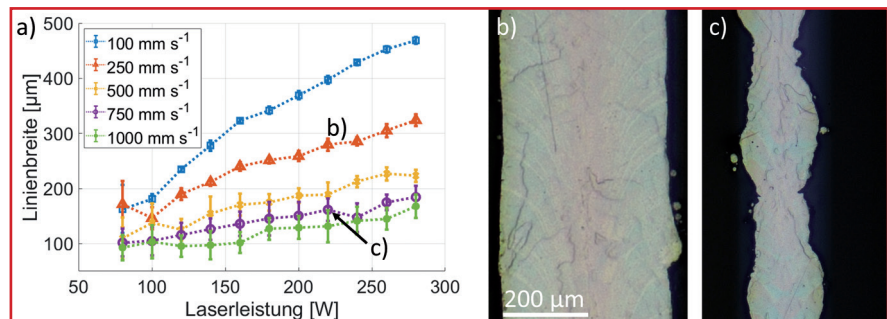 a)
500
400
300
200
100
50
100
150
200
250
300
Linienbreite [µm]
Laserleistung [W]
100 mm s⁻¹
250 mm s⁻¹
500 mm s⁻¹
750 mm s⁻¹
1000 mm s⁻¹
b)
c)
b)
200 µm
c)